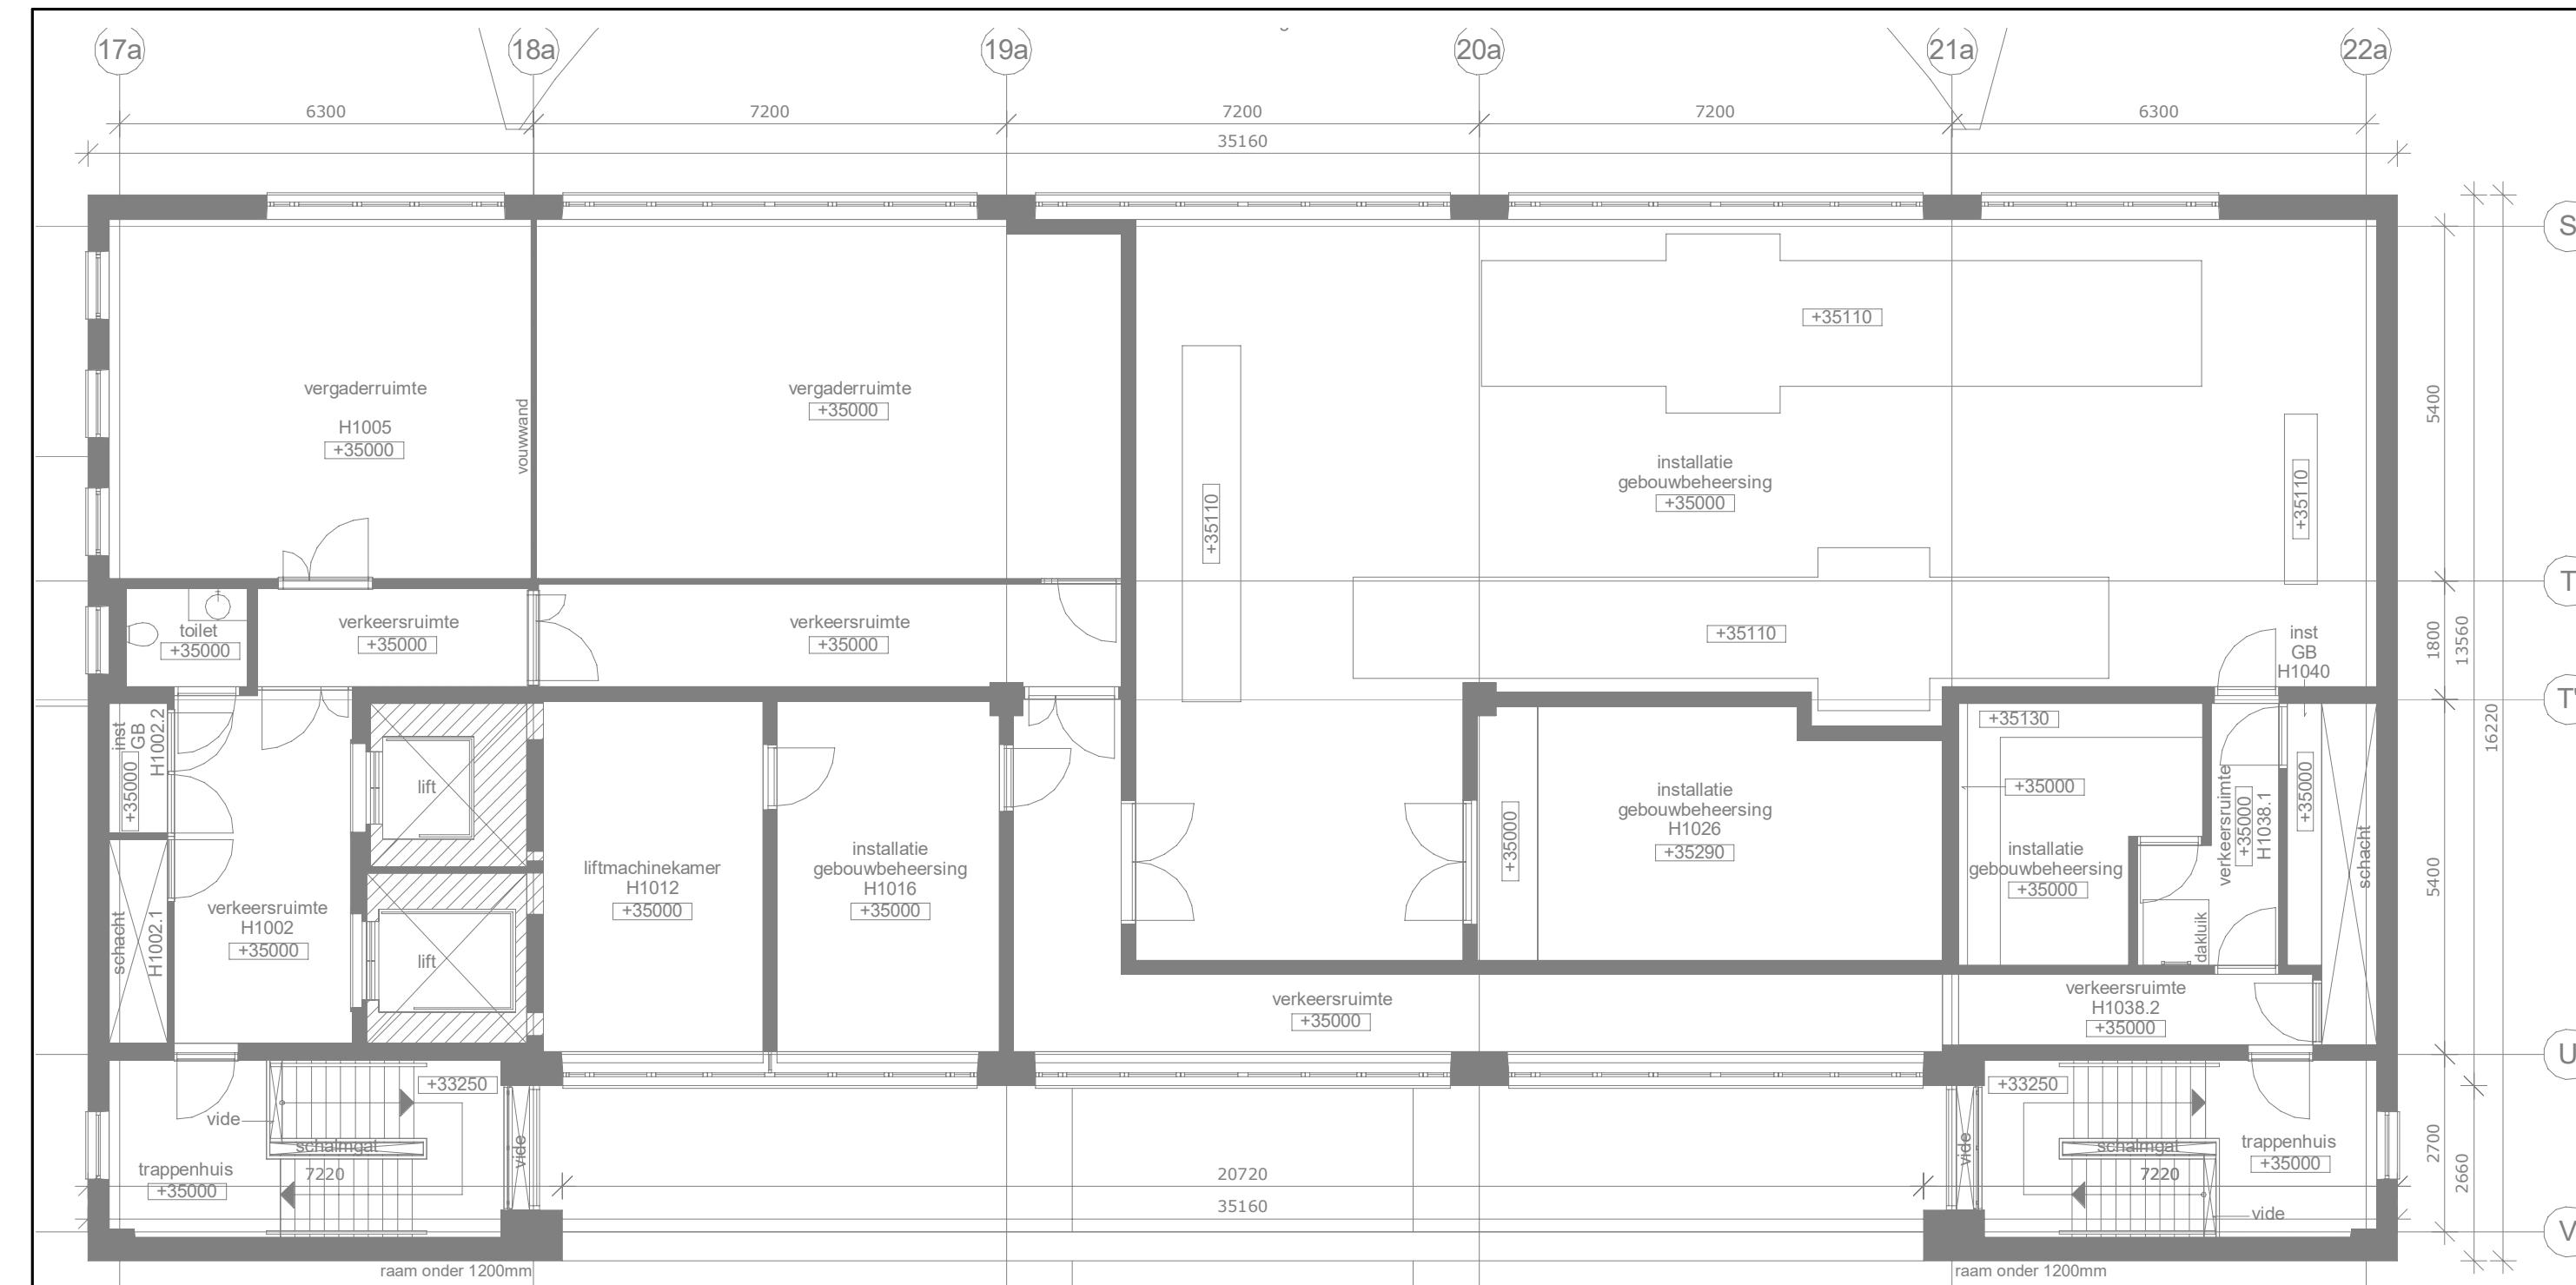 17a
18a
19a
20a
21a
22a
6300
7200
7200
7200
6300
35160
S
vergaderruimte
H1005
+35000
vouwwand
vergaderruimte
+35000
+35110
+35110
installatie
gebouwbeheersing
+35000
+35110
5400
T
toilet
+35000
verkeersruimte
+35000
verkeersruimte
+35000
+35110
inst
GB
H1040
1800
13560
16220
inst
GB
H1002.2
+35000
lift
lift
schacht
H1002.1
verkeersruimte
H1002
+35000
liftmachinekamer
H1012
+35000
installatie
gebouwbeheersing
H1016
+35000
+35000
installatie
gebouwbeheersing
H1026
+35290
+35130
+35000
installatie
gebouwbeheersing
+35000
verkeersruimte
+35000
H1038.1
+35000
dakluik
schacht
5400
verkeersruimte
+35000
verkeersruimte
H1038.2
+35000
U
+33250
vide
schalmgat
7220
trappenhuis
+35000
vide
20720
35160
vide
+33250
schalmgat
7220
trappenhuis
+35000
vide
2700
2660
V
raam onder 1200mm
raam onder 1200mm